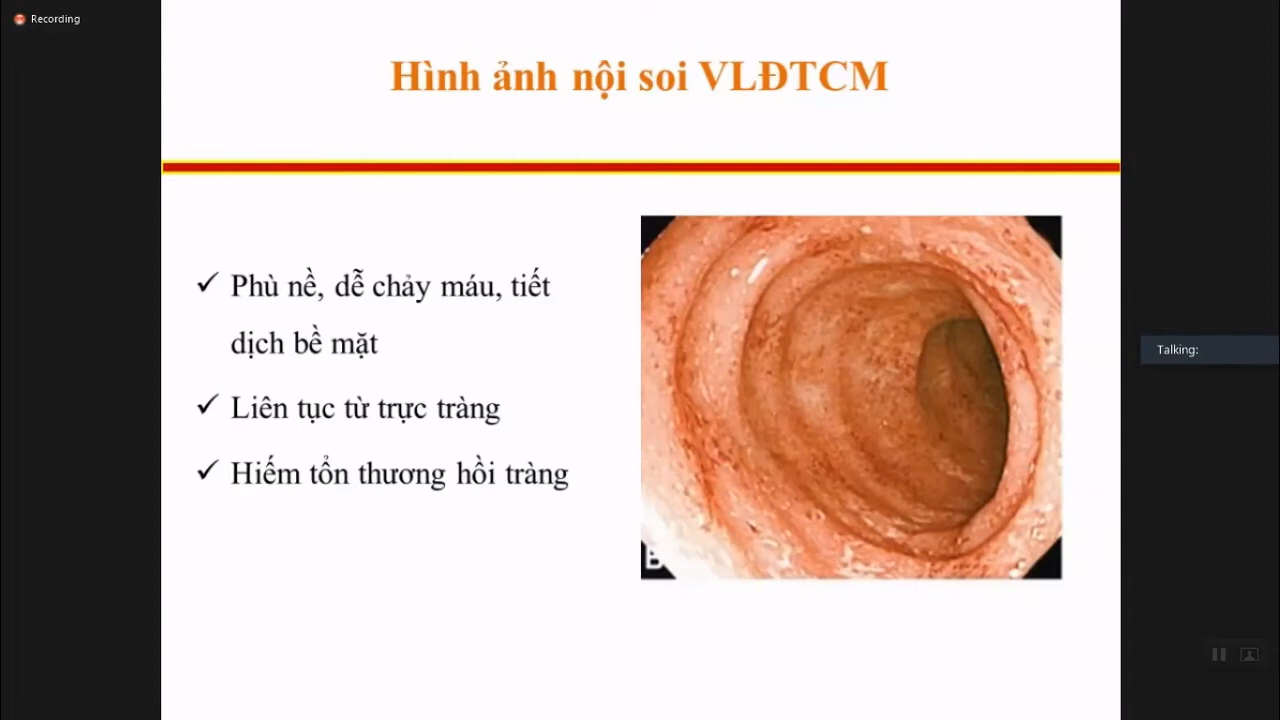 Recording
Hình ảnh nội soi VLĐTCM
Phù nề, dễ chảy máu, tiết
dịch bề mặt
Liên tục từ trực tràng
Hiếm tổn thương hồi tràng
Talking:
B